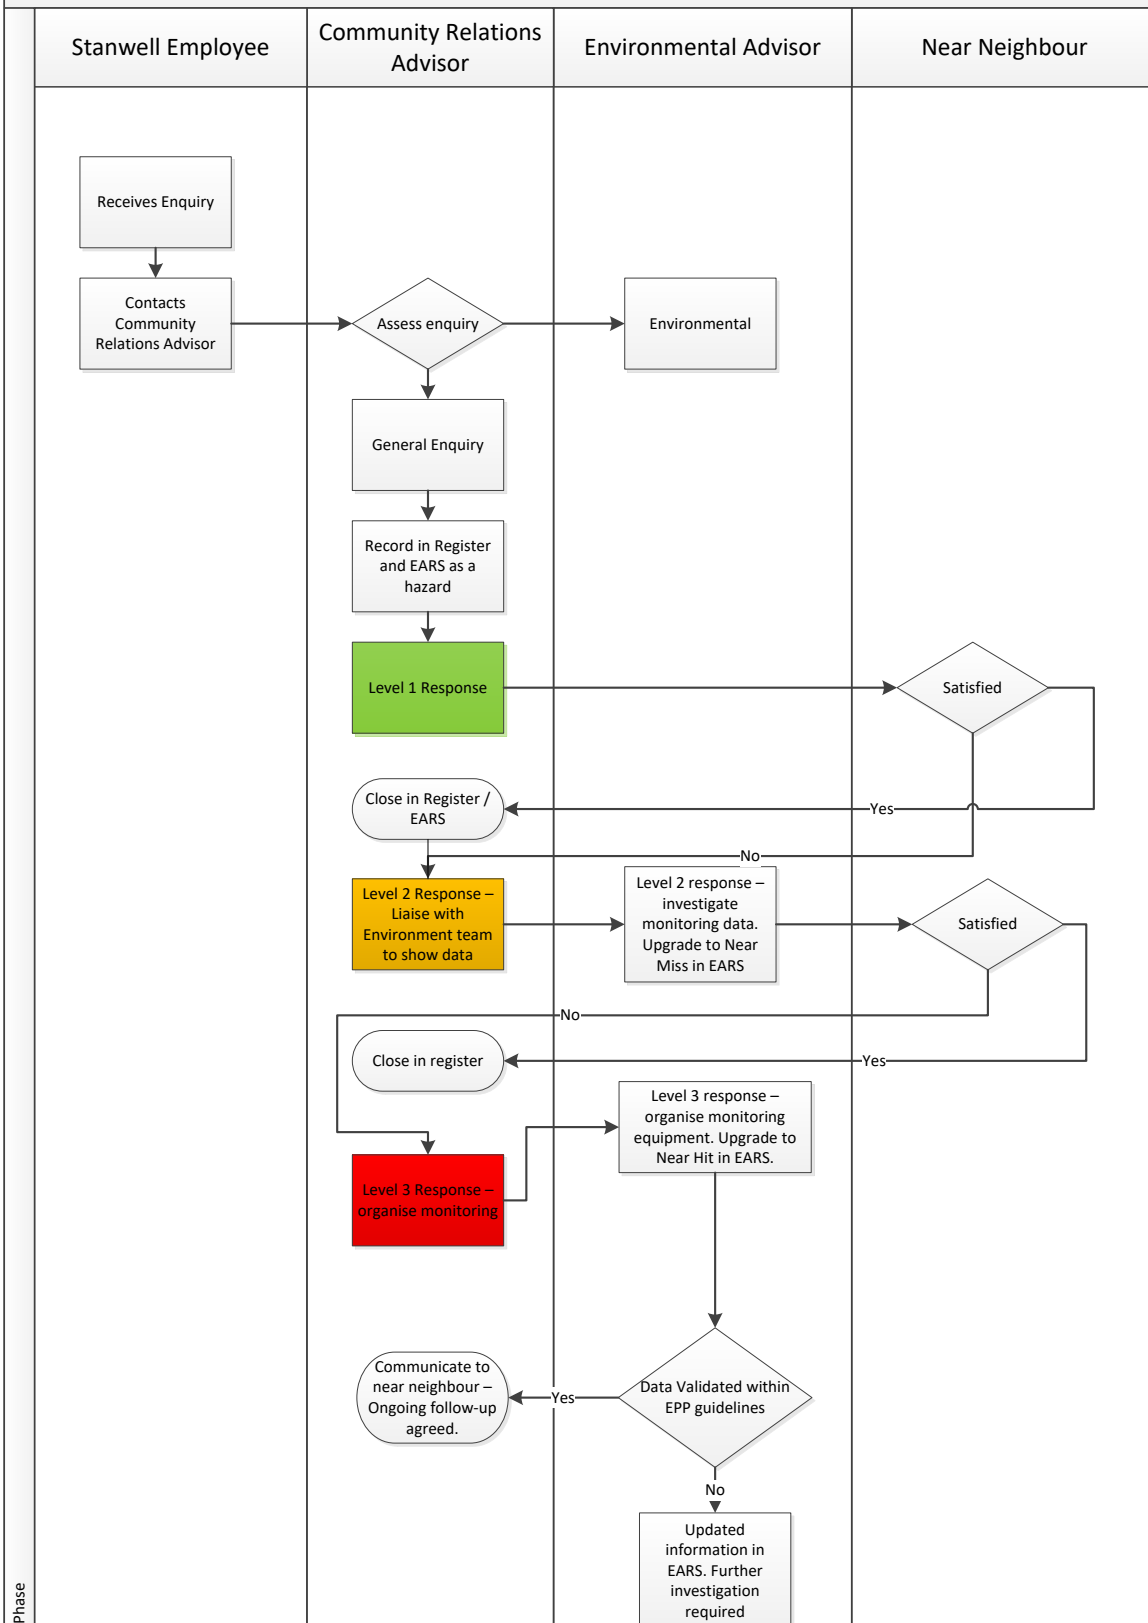 Stanwell Employee
Community Relations
Advisor
Environmental Advisor
Near Neighbour
Receives Enquiry
Contacts
Community
Relations Advisor
Assess enquiry
Environmental
General Enquiry
Record in Register
and EARS as a
hazard
Level 1 Response
Satisfied
Close in Register /
EARS
Yes
No
Level 2 Response –
Liaise with
Environment team
to show data
Level 2 response –
investigate
monitoring data.
Upgrade to Near
Miss in EARS
Satisfied
No
Close in register
Yes
Level 3 response –
organise monitoring
equipment. Upgrade to
Near Hit in EARS.
Level 3 Response –
organise monitoring
Communicate to
near neighbour –
Ongoing follow-up
agreed.
Yes
Data Validated within
EPP guidelines
No
Updated
information in
EARS. Further
investigation
required
Phase